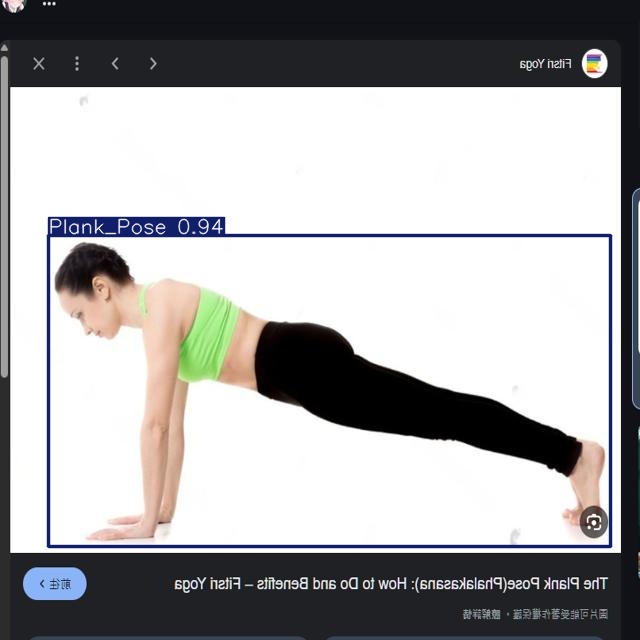 Fitsri Yoga
Plank_Pose 0.94
The Plank Pose(Phalakasana): How to Do and Benefits – Fitsri Yoga
前往 >
圖片可能受著作權保護。瞭解詳情